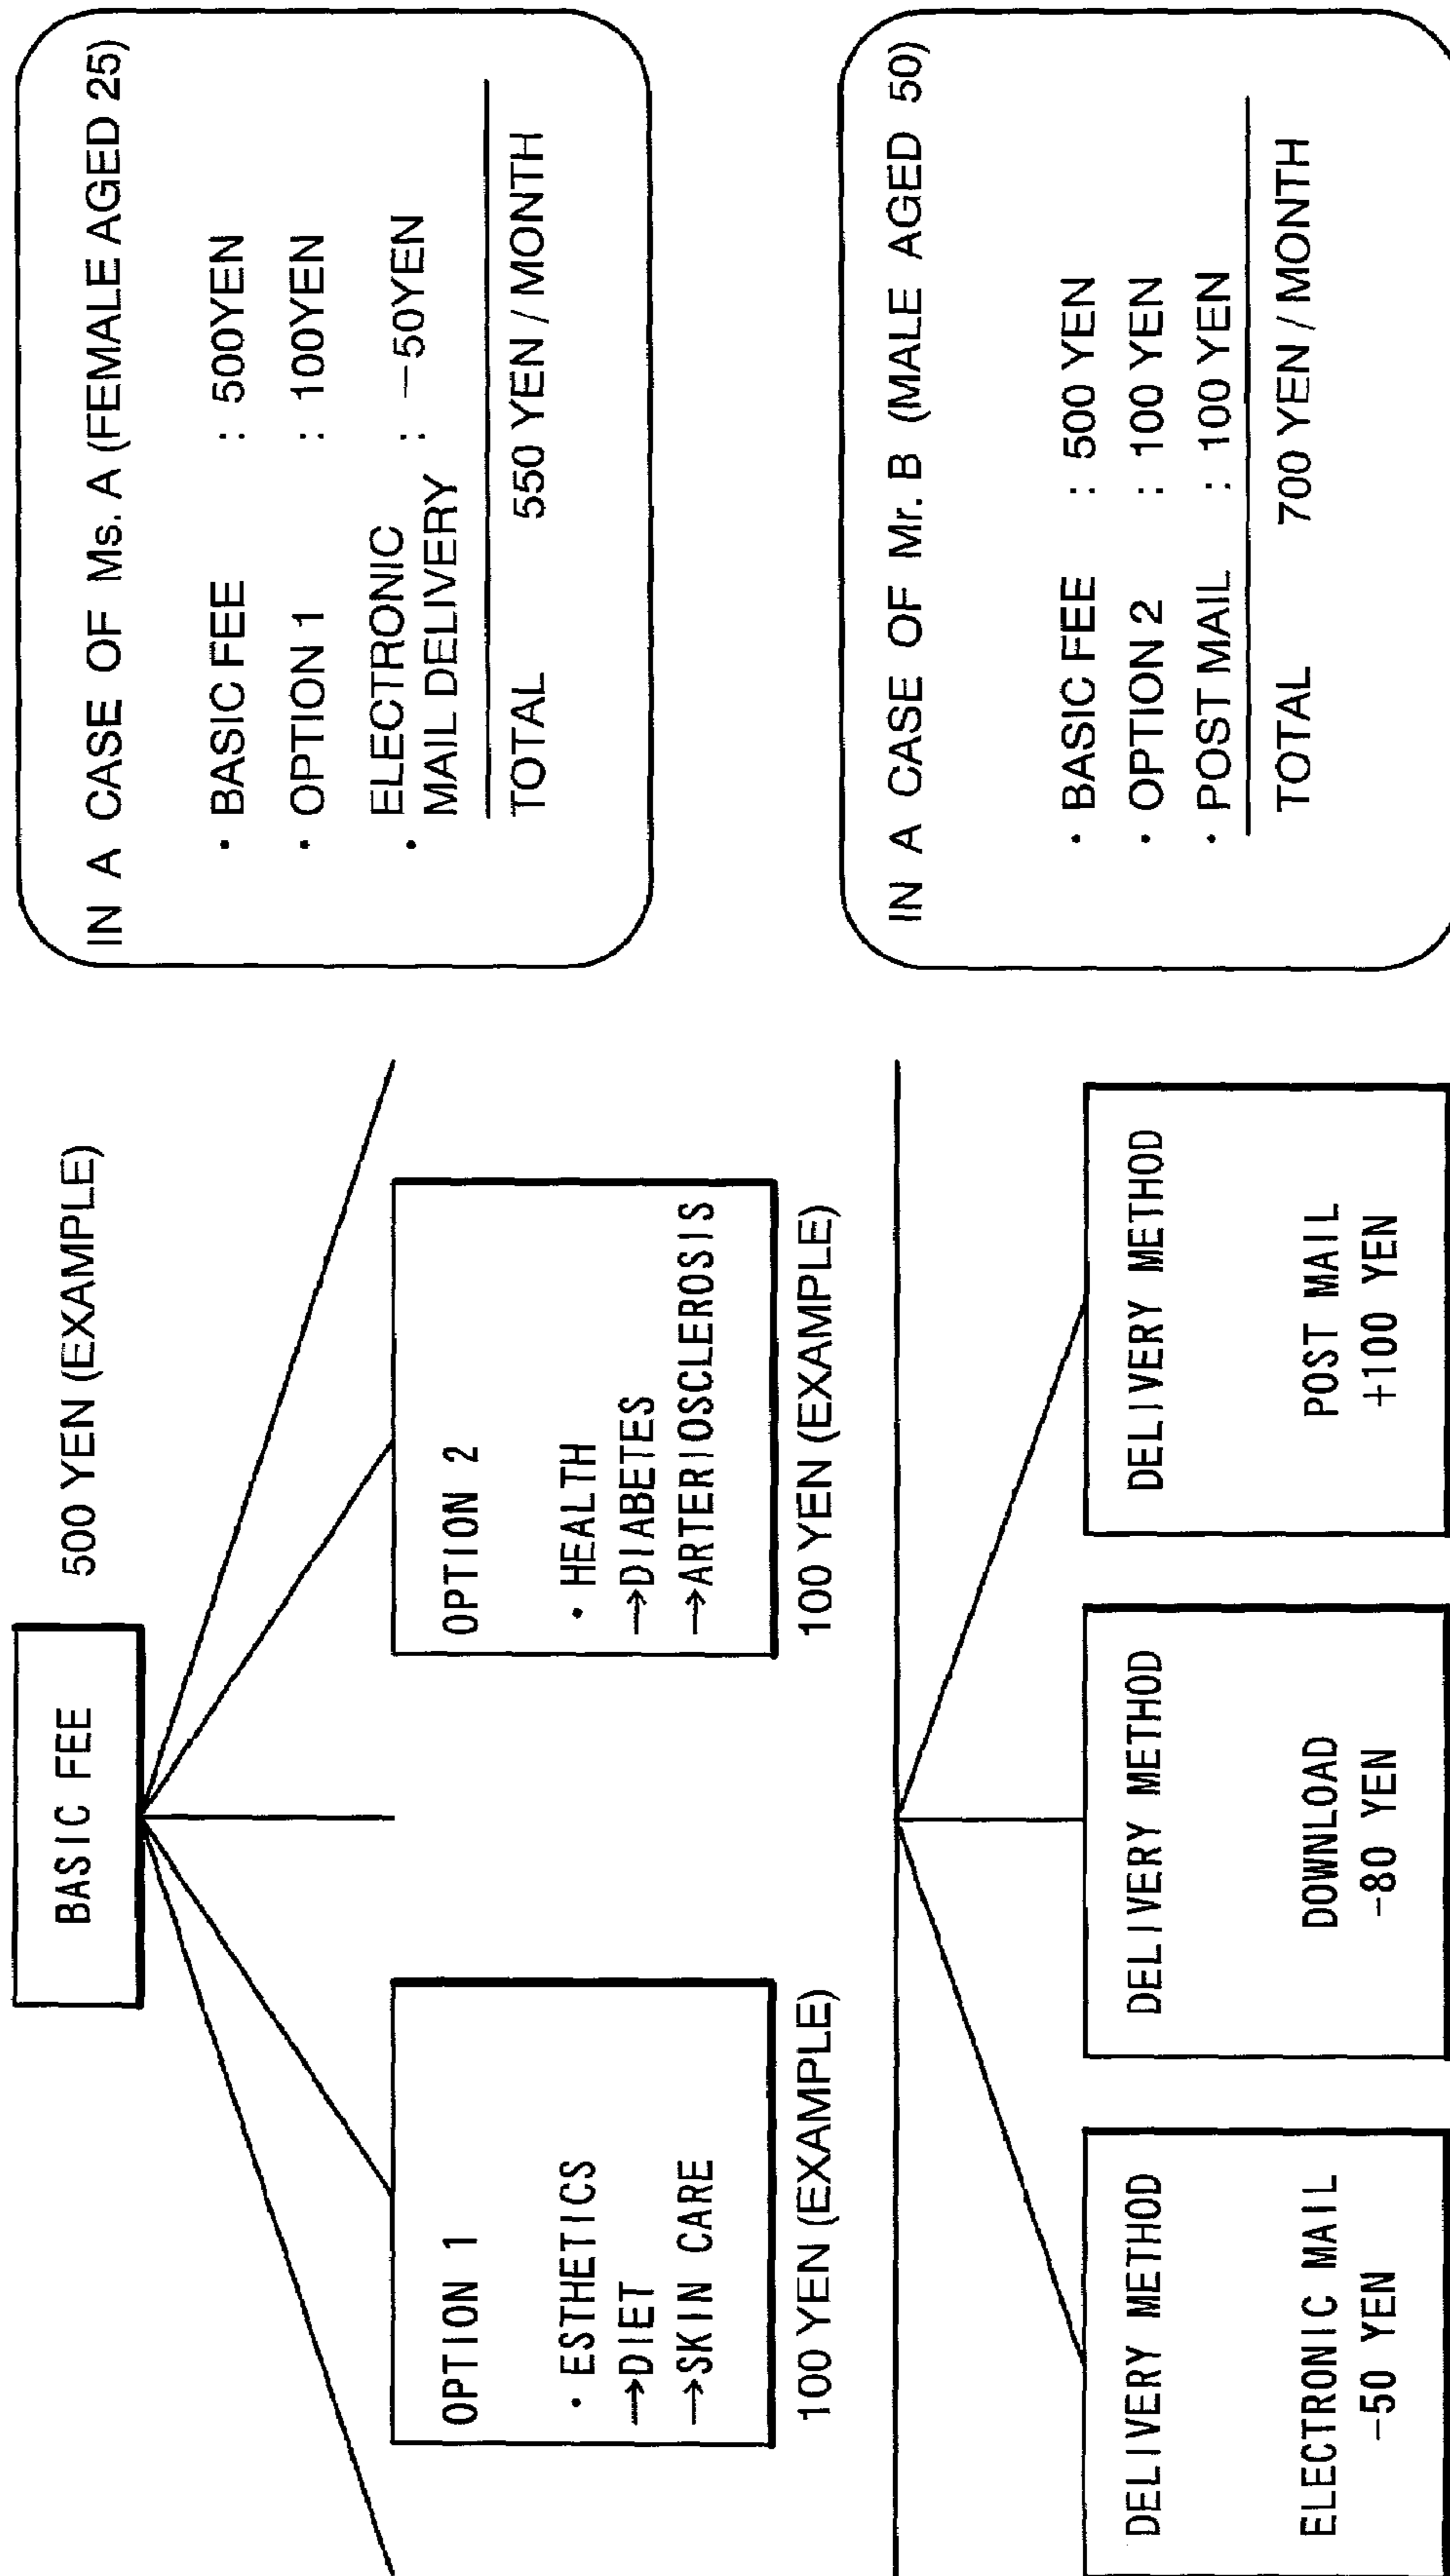 BASIC FEE
500 YEN (EXAMPLE)
OPTION 1
・ESTHETICS
→DIET
→SKIN CARE
100 YEN (EXAMPLE)
OPTION 2
・HEALTH
→DIABETES
→ARTERIOSCLEROSIS
100 YEN (EXAMPLE)
DELIVERY METHOD
ELECTRONIC MAIL
-50 YEN
DELIVERY METHOD
DOWNLOAD
-80 YEN
DELIVERY METHOD
POST MAIL
+100 YEN
IN A CASE OF Ms. A (FEMALE AGED 25)
・BASIC FEE : 500YEN
・OPTION 1 : 100YEN
ELECTRONIC
・MAIL DELIVERY : -50YEN
TOTAL 550 YEN / MONTH
IN A CASE OF Mr. B (MALE AGED 50)
・BASIC FEE : 500 YEN
・OPTION 2 : 100 YEN
・POST MAIL : 100 YEN
TOTAL 700 YEN / MONTH